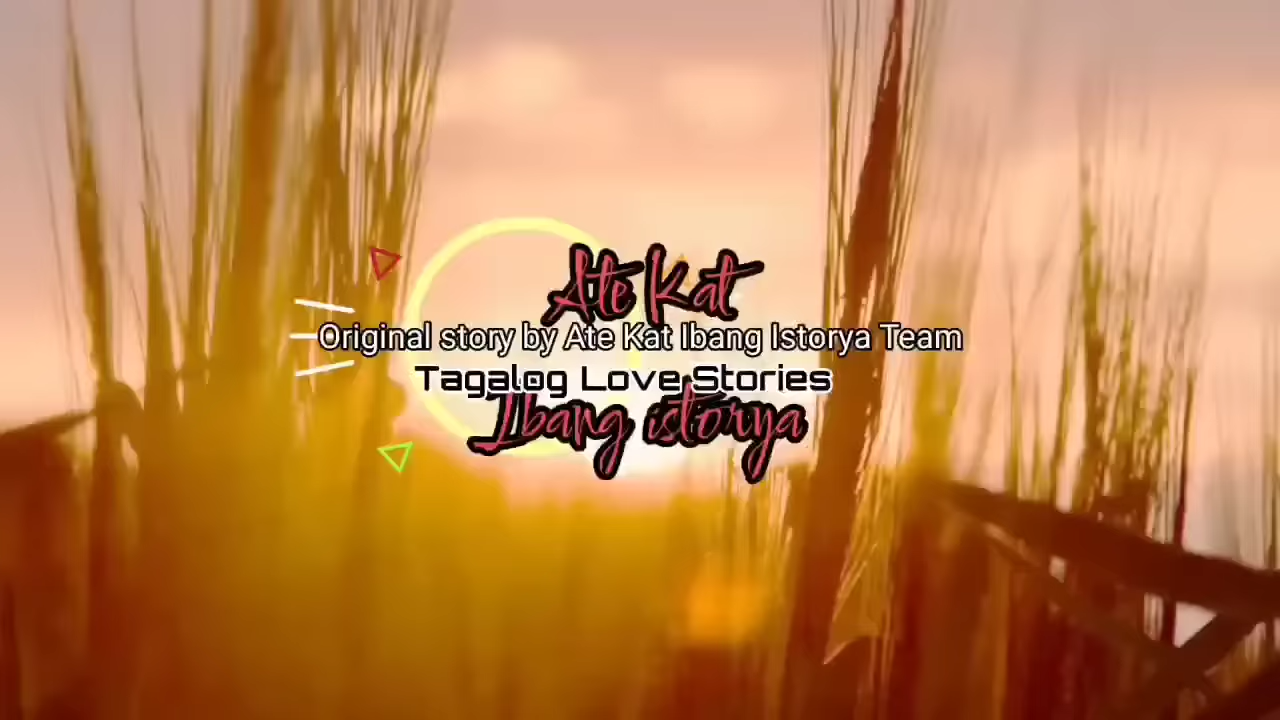 Ate Kat
Original story by Ate Kat Ibang Istorya Team
Tagalog Love Stories
Ibang istorya